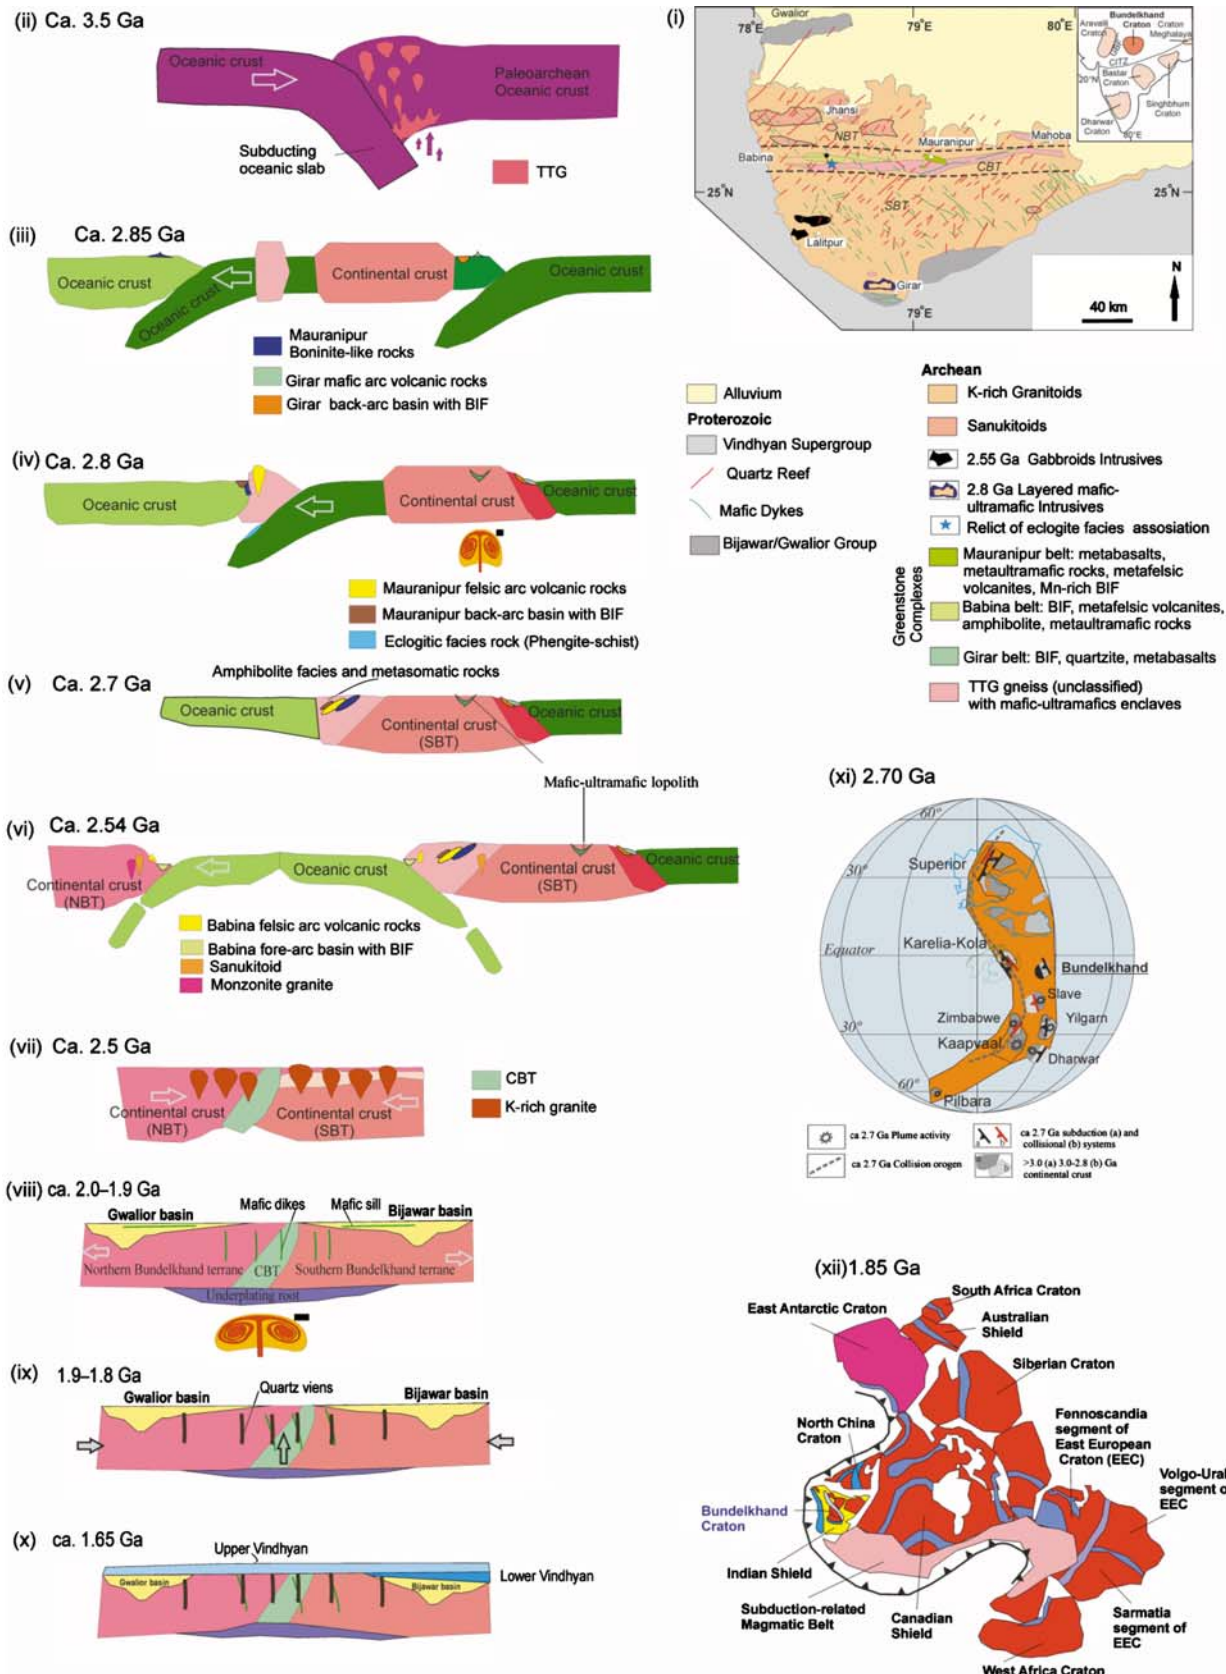 (ii) Ca. 3.5 Ga
Oceanic crust
Paleoarchean
Oceanic crust
Subducting
oceanic slab
TTG
(iii) Ca. 2.85 Ga
Oceanic crust
Oceanic crust
Continental crust
Oceanic crust
Mauranipur
Boninite-like rocks
Girar mafic arc volcanic rocks
Girar back-arc basin with BIF
(iv) Ca. 2.8 Ga
Oceanic crust
Continental crust
Oceanic crust
Mauranipur felsic arc volcanic rocks
Mauranipur back-arc basin with BIF
Eclogitic facies rock (Phengite-schist)
(v) Ca. 2.7 Ga
Amphibolite facies and metasomatic rocks
Oceanic crust
Continental crust
(SBT)
Oceanic crust
Mafic-ultramafic lopolith
(vi) Ca. 2.54 Ga
Continental crust
(NBT)
Oceanic crust
Continental crust
(SBT)
Oceanic crust
Babina felsic arc volcanic rocks
Babina fore-arc basin with BIF
Sanukitoid
Monzonite granite
(vii) Ca. 2.5 Ga
Continental crust
(NBT)
Continental crust
(SBT)
CBT
K-rich granite
(viii) ca. 2.0–1.9 Ga
Gwalior basin
Mafic dikes
Mafic sill
Bijawar basin
Northern Bundelkhand terrane
CBT
Southern Bundelkhand terrane
Underplating root
(ix) 1.9–1.8 Ga
Gwalior basin
Quartz viens
Bijawar basin
(x) ca. 1.65 Ga
Upper Vindhyan
Gwalior basin
Bijawar basin
Lower Vindhyan
(i)
78°E
Gwalior
79°E
80°E
Bundelkhand
Craton
Aravalli
Craton
Craton
Meghalaya
CITZ
20°N
Bastar
Craton
Singhbhum
Craton
Dharwar
Craton
80°E
Jhansi
NBT
Mauranipur
Mahoba
Babina
CBT
25°N
SBT
25°N
Lalitpur
Girar
79°E
40 km
N
Alluvium
Proterozoic
Vindhyan Supergroup
Quartz Reef
Mafic Dykes
Bijawar/Gwalior Group
Archean
K-rich Granitoids
Sanukitoids
2.55 Ga Gabbroids Intrusives
2.8 Ga Layered mafic-
ultramafic Intrusives
Relict of eclogite facies assosiation
Greenstone
Complexes
Mauranipur belt: metabasalts,
metaultramafic rocks, metafelsic
volcanites, Mn-rich BIF
Babina belt: BIF, metafelsic volcanites,
amphibolite, metaultramafic rocks
Girar belt: BIF, quartzite, metabasalts
TTG gneiss (unclassified)
with mafic-ultramafics enclaves
(xi) 2.70 Ga
60°
Superior
30°
Karelia-Kola
Equator
Bundelkhand
Slave
Zimbabwe
Yilgarn
30°
Kaapvaal
Dharwar
60°
Pilbara
ca 2.7 Ga Plume activity
ca 2.7 Ga subduction (a) and
collisional (b) systems
ca 2.7 Ga Collision orogen
>3.0 (a) 3.0-2.8 (b) Ga
continental crust
(xii) 1.85 Ga
South Africa Craton
East Antarctic Craton
Australian
Shield
Siberian Craton
North China
Craton
Fennoscandia
segment of
East European
Craton (EEC)
Volgo-Ural
segment of
EEC
Bundelkhand
Craton
Indian Shield
Subduction-related
Magmatic Belt
Canadian
Shield
Sarmatia
segment of
EEC
West Africa Craton